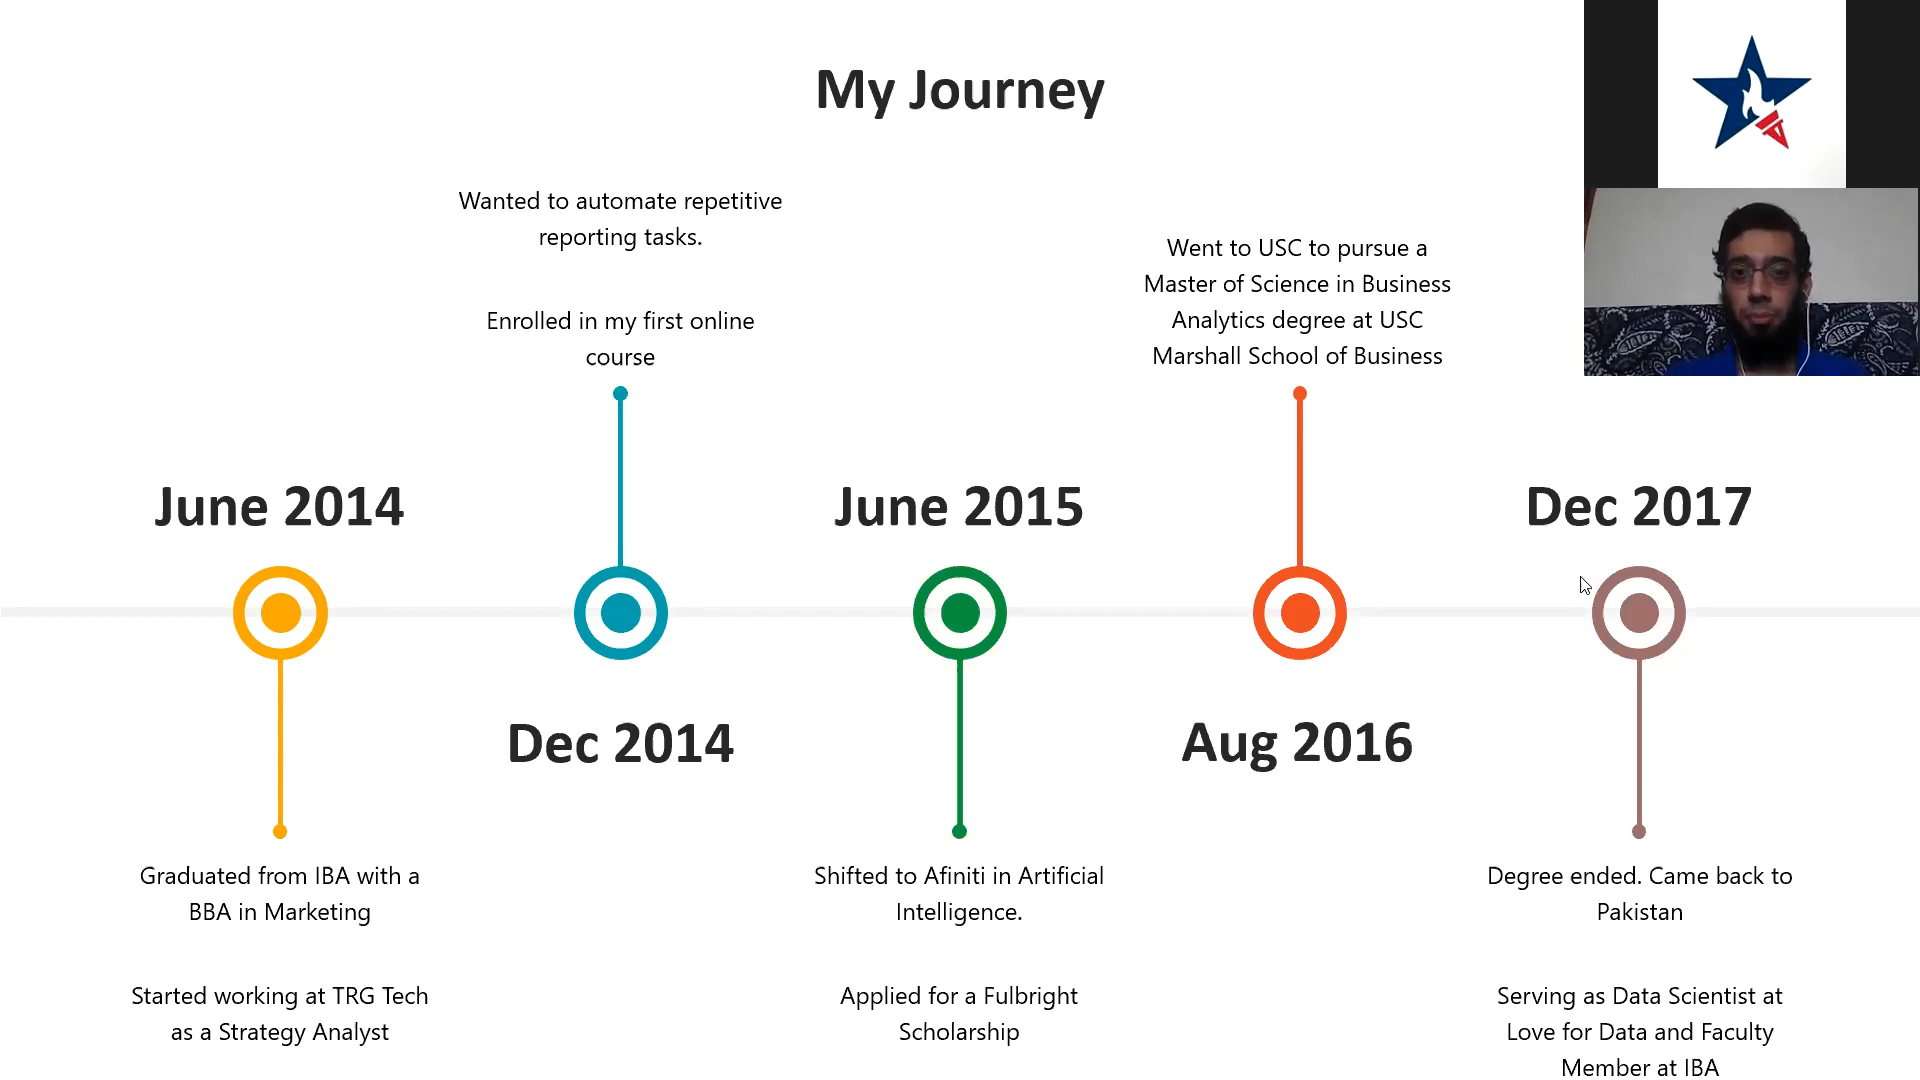 My Journey
Wanted to automate repetitive
reporting tasks.
Enrolled in my first online
course
Went to USC to pursue a
Master of Science in Business
Analytics degree at USC
Marshall School of Business
June 2014
June 2015
Dec 2017
Dec 2014
Aug 2016
Graduated from IBA with a
BBA in Marketing
Started working at TRG Tech
as a Strategy Analyst
Shifted to Afiniti in Artificial
Intelligence.
Applied for a Fulbright
Scholarship
Degree ended. Came back to
Pakistan
Serving as Data Scientist at
Love for Data and Faculty
Member at IBA